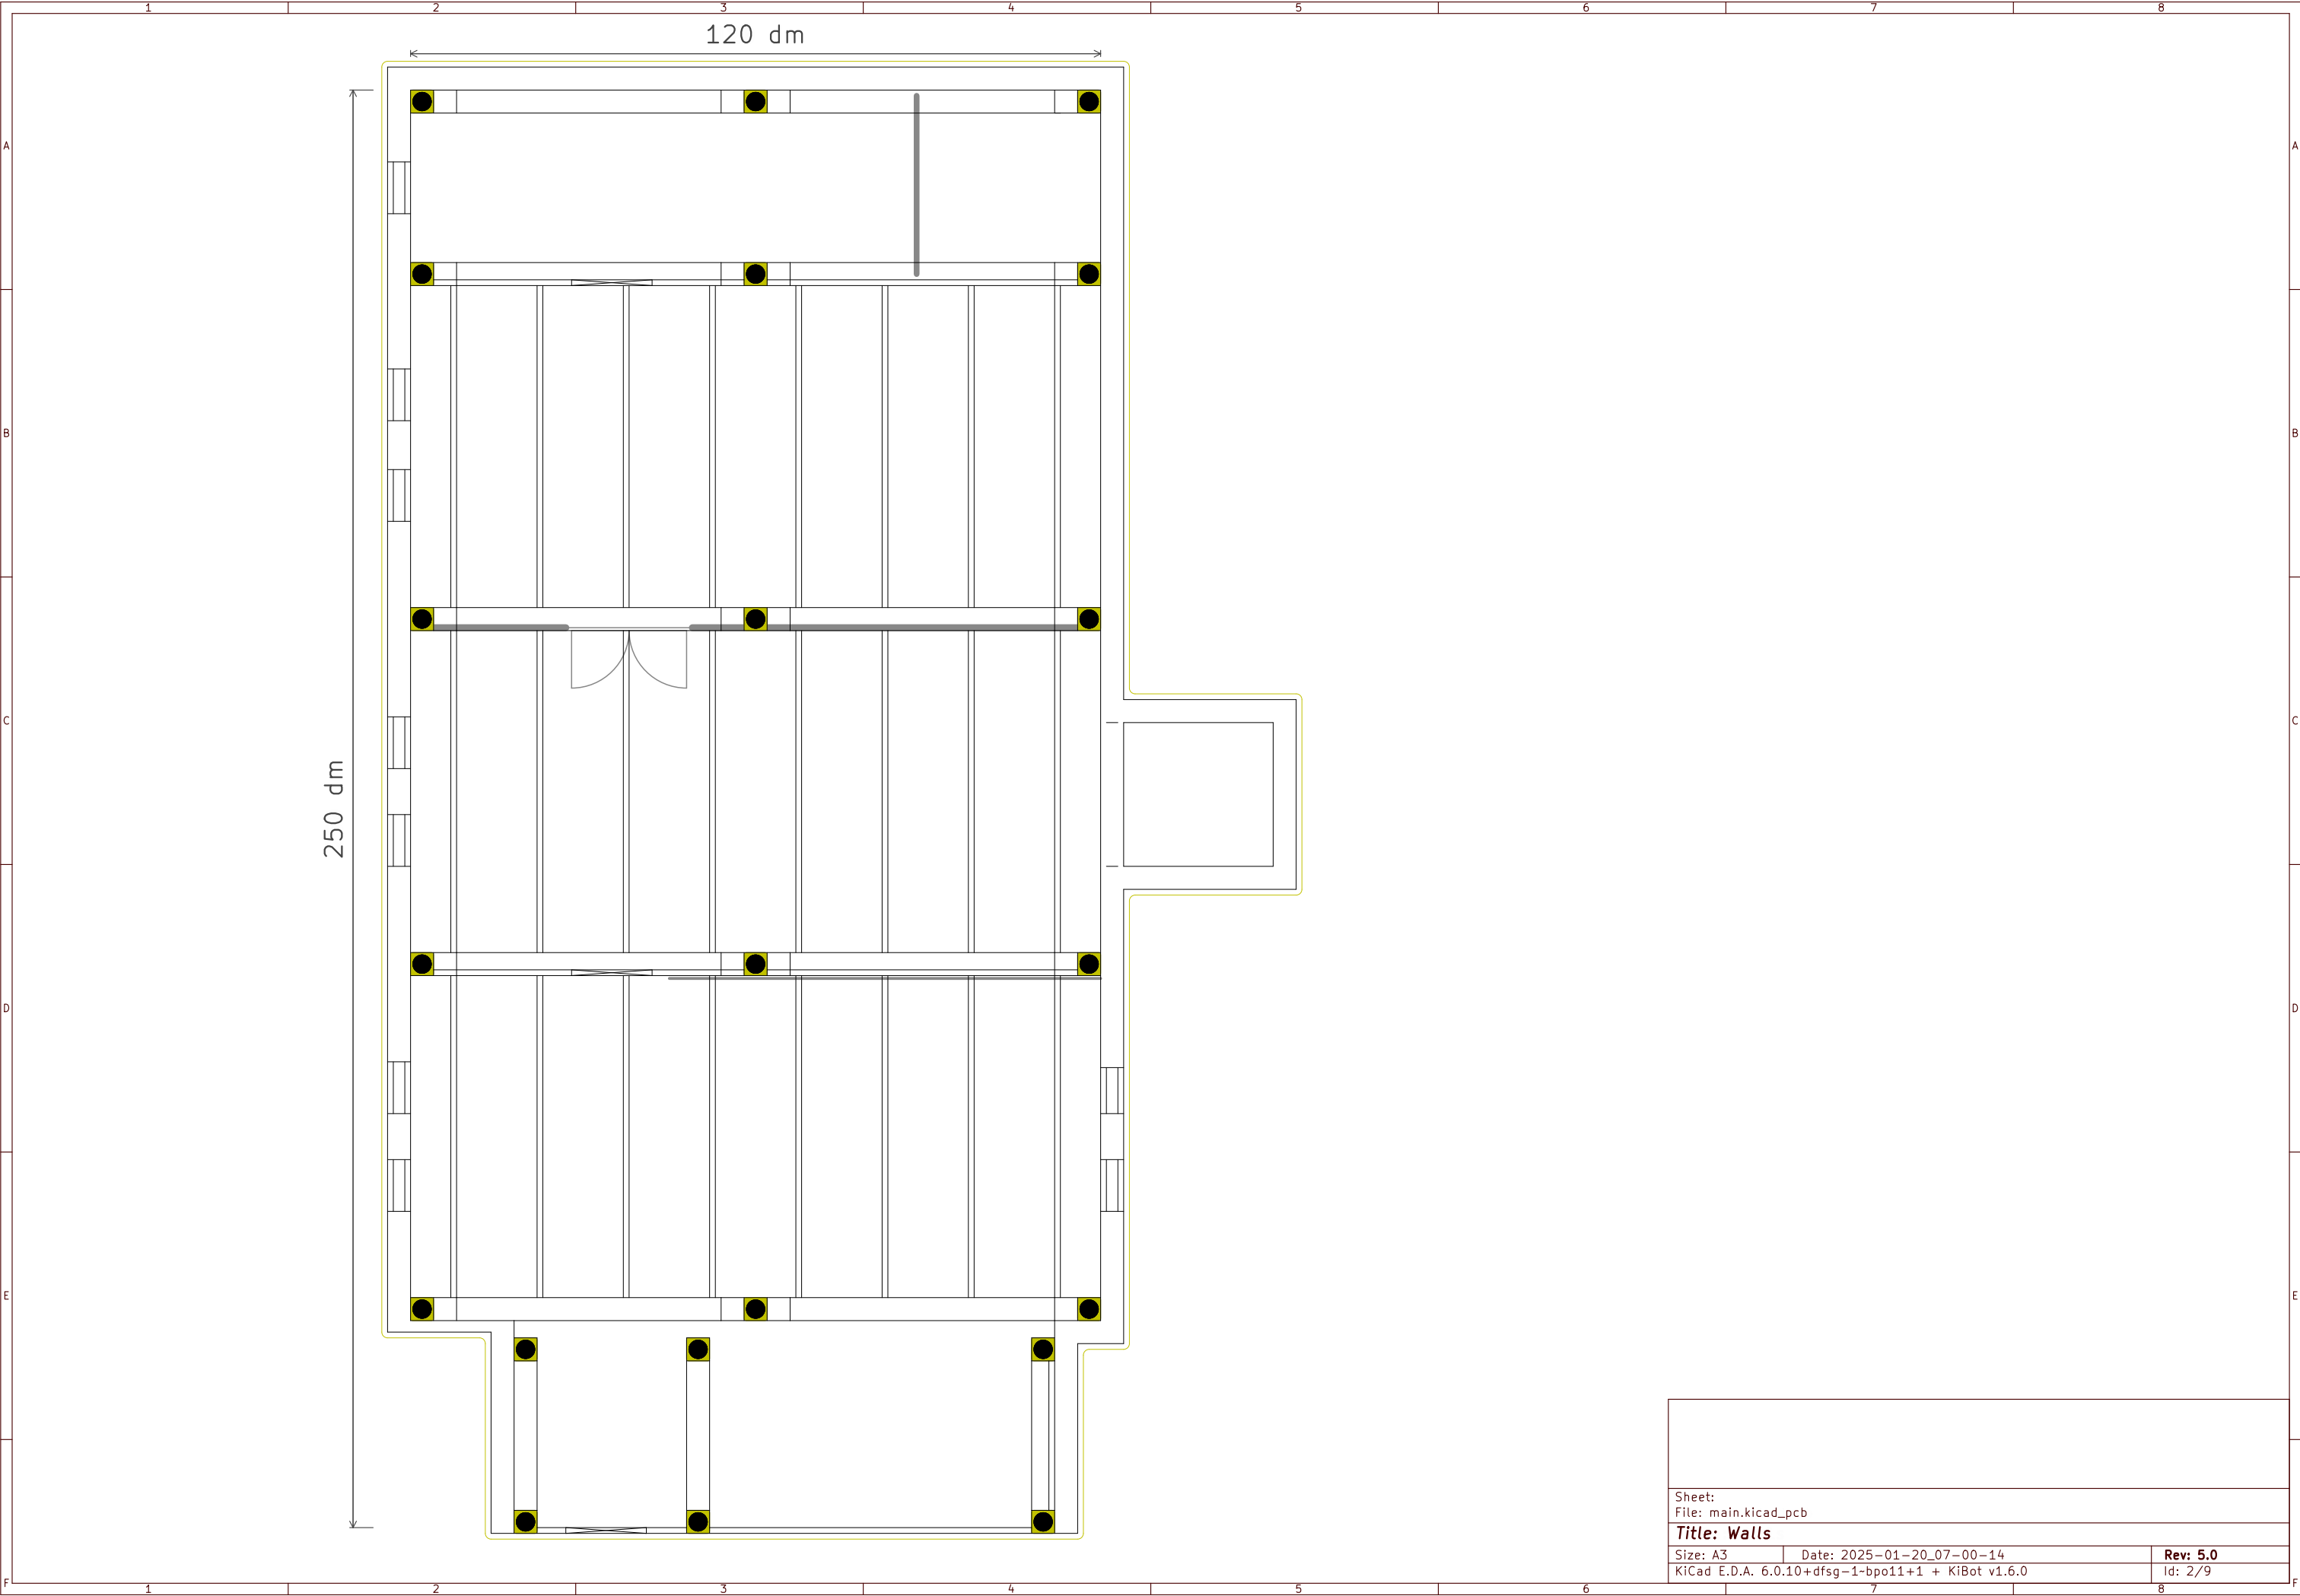 1 2 3 4 5 6 7 8
120 dm
A A
B B
C C
250 dm
D D
E E
Sheet:
File: main.kicad_pcb
Title: Walls
Size: A3 Date: 2025-01-20_07-00-14 Rev: 5.0
KiCad E.D.A. 6.0.10+dfsg-1~bpo11+1 + KiBot v1.6.0 Id: 2/9
F F
1 2 3 4 5 6 7 8